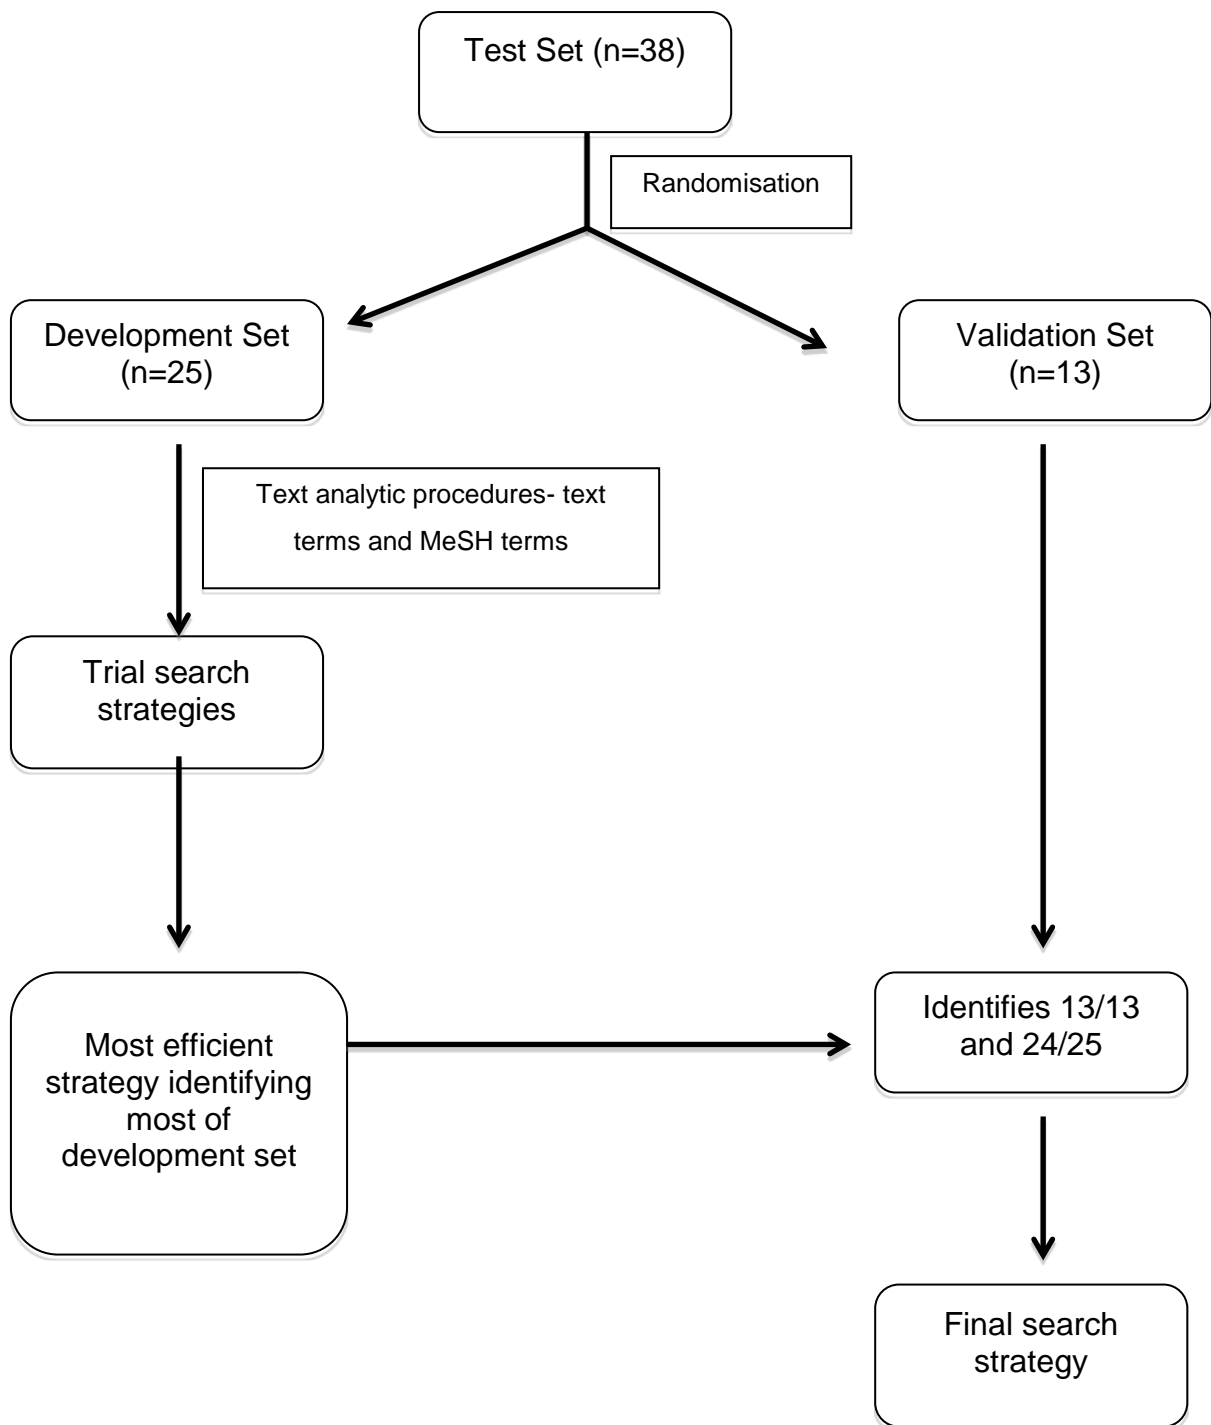 Test Set (n=38)
Randomisation
Development Set
(n=25)
Validation Set
(n=13)
Text analytic procedures- text
terms and MeSH terms
Trial search
strategies
Most efficient
strategy identifying
most of
development set
Identifies 13/13
and 24/25
Final search
strategy